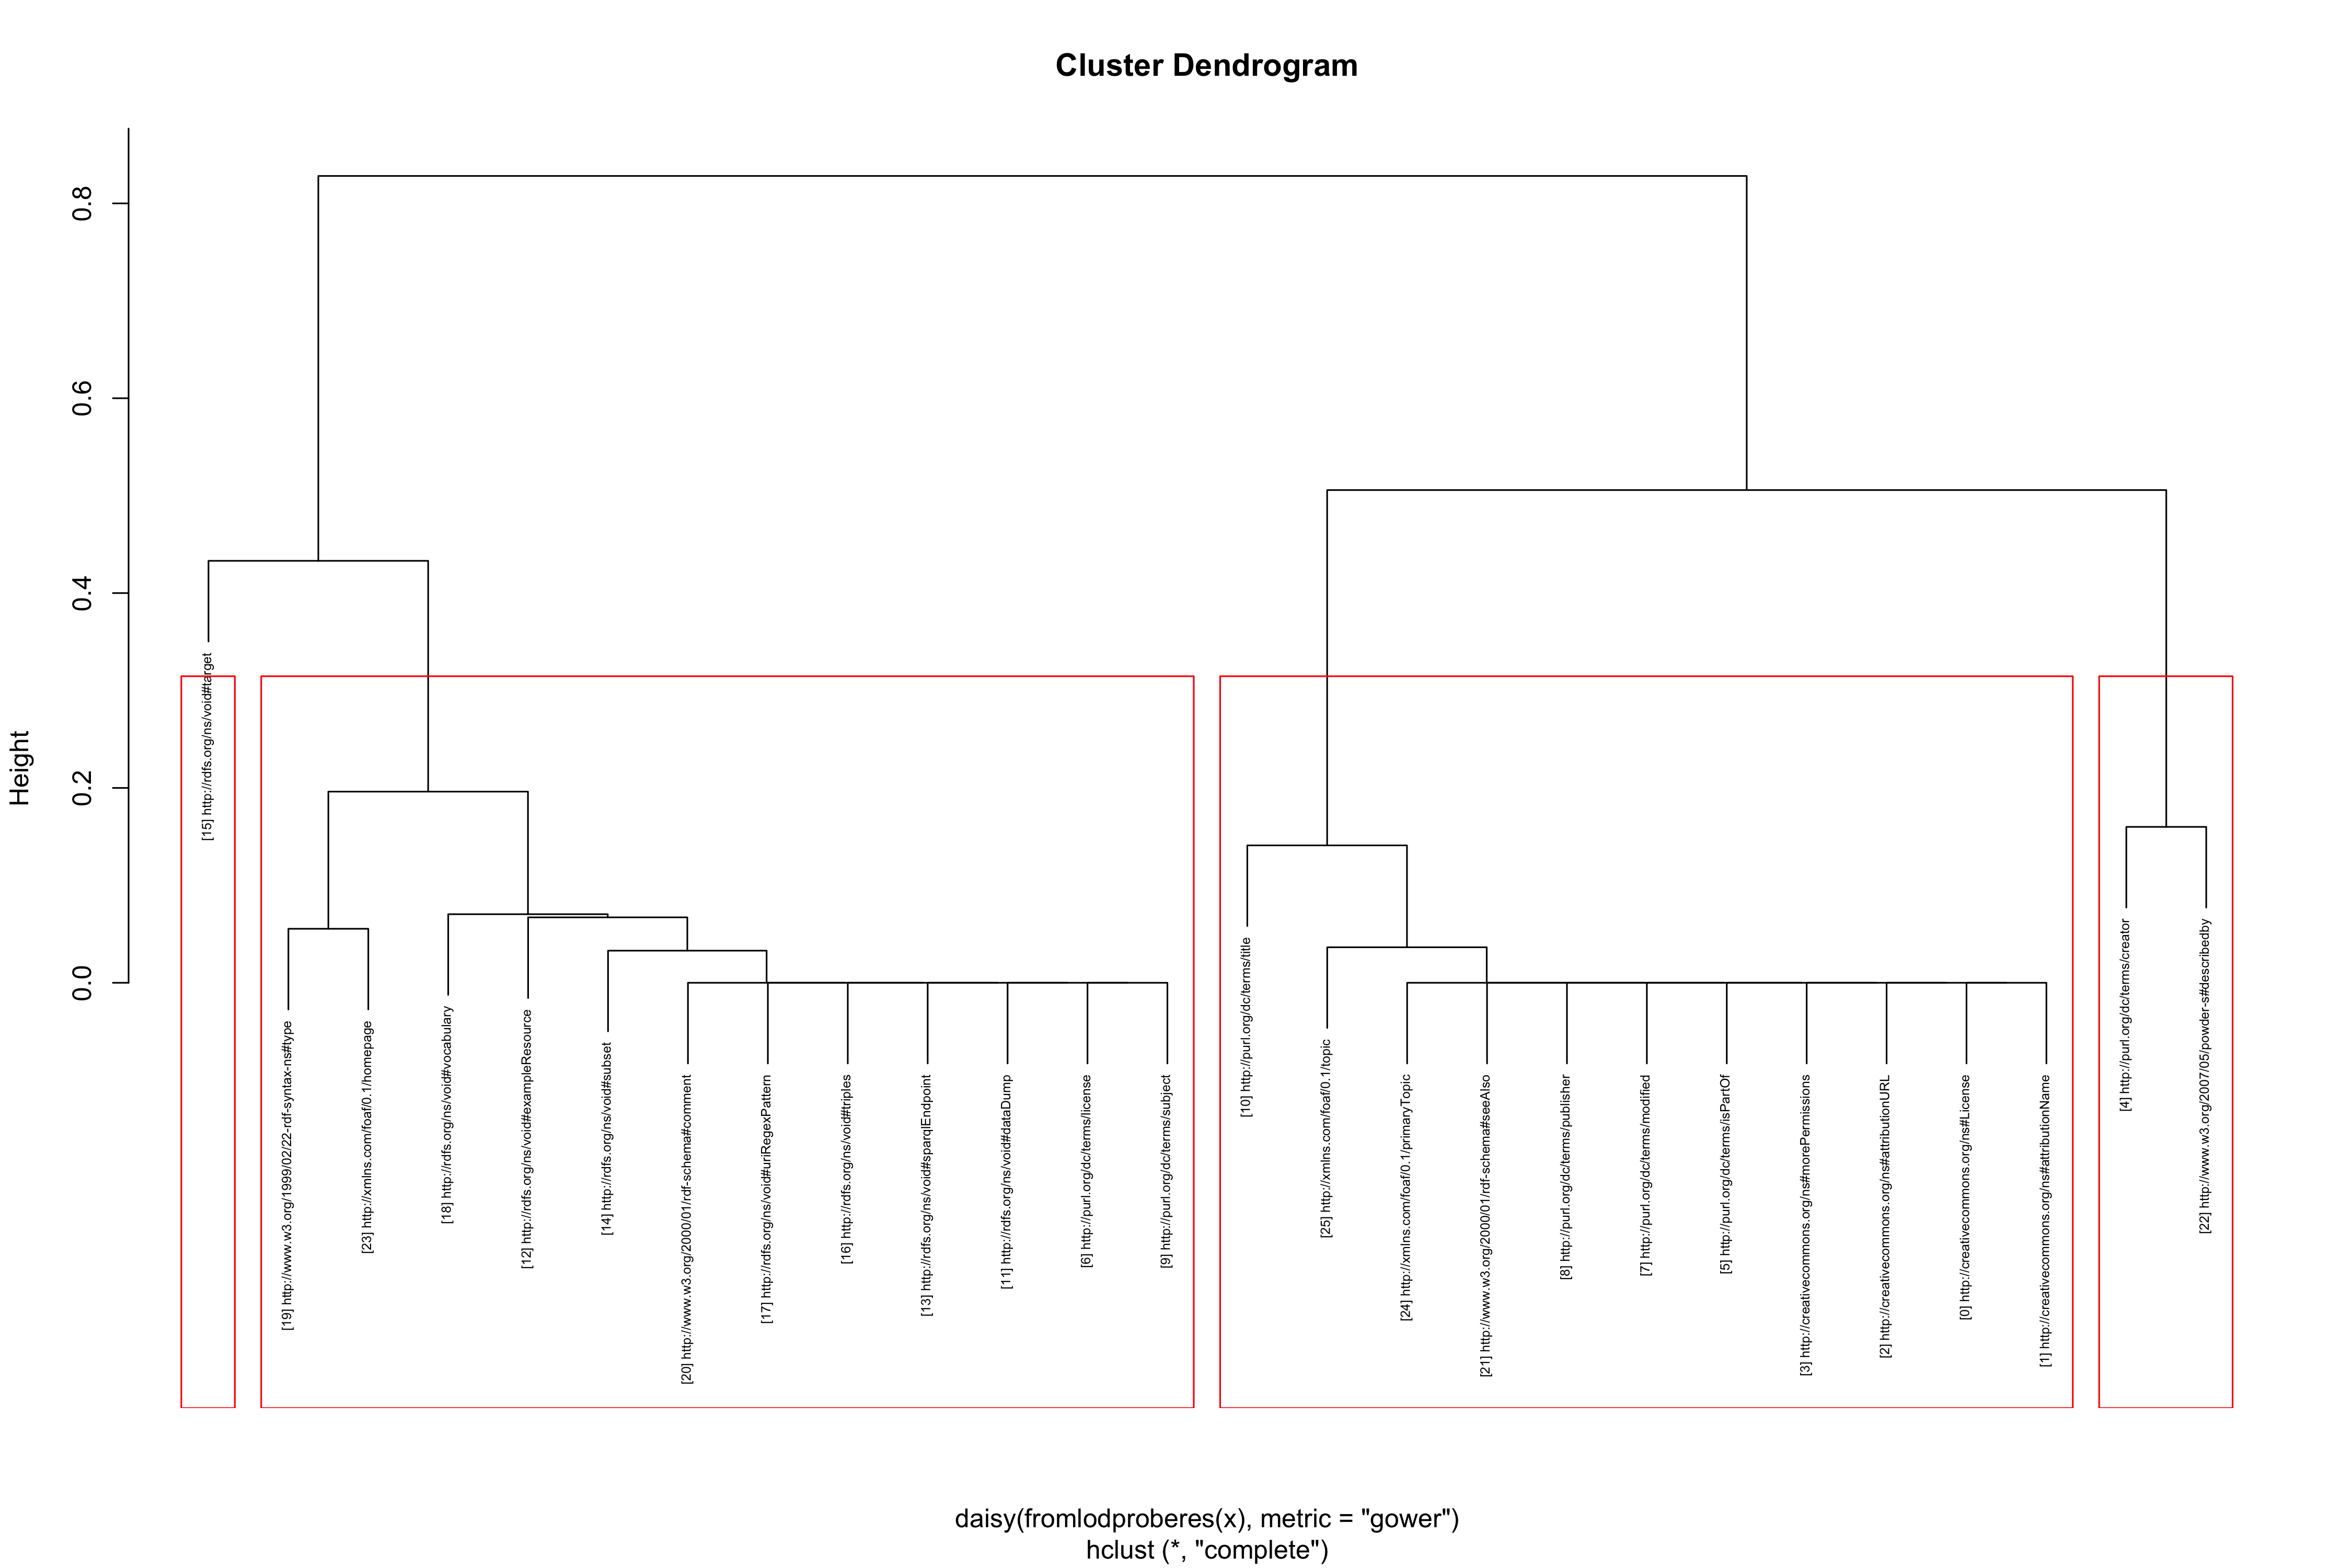 Cluster Dendrogram
Height
0.8
0.6
0.4
0.2
0.0
[15] http://rdfs.org/ns/void#target
[19] http://www.w3.org/1999/02/22-rdf-syntax-ns#type
[23] http://xmlns.com/foaf/0.1/homepage
[18] http://rdfs.org/ns/void#vocabulary
[12] http://rdfs.org/ns/void#exampleResource
[14] http://rdfs.org/ns/void#subset
[20] http://www.w3.org/2000/01/rdf-schema#comment
[17] http://rdfs.org/ns/void#uriRegexPattern
[16] http://rdfs.org/ns/void#triples
[13] http://rdfs.org/ns/void#sparqlEndpoint
[11] http://rdfs.org/ns/void#dataDump
[6] http://purl.org/dc/terms/license
[9] http://purl.org/dc/terms/subject
[10] http://purl.org/dc/terms/title
[25] http://xmlns.com/foaf/0.1/topic
[24] http://xmlns.com/foaf/0.1/primaryTopic
[21] http://www.w3.org/2000/01/rdf-schema#seeAlso
[8] http://purl.org/dc/terms/publisher
[7] http://purl.org/dc/terms/modified
[5] http://purl.org/dc/terms/isPartOf
[3] http://creativecommons.org/ns#morePermissions
[2] http://creativecommons.org/ns#attributionURL
[0] http://creativecommons.org/ns#License
[1] http://creativecommons.org/ns#attributionName
[4] http://purl.org/dc/terms/creator
[22] http://www.w3.org/2007/05/powder-s#describedby
daisy(fromlodproberes(x), metric = "gower")
hclust (*, "complete")